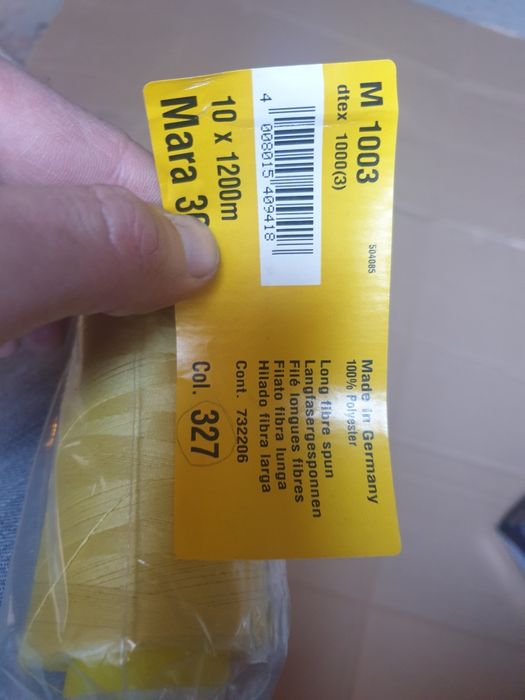 M 1003
dtex 1000(3)
504085
4 008015 409418
10 x 1200m
Mara 30
Made in Germany
100% Polyester
Long fibre spun
Langfasergesponnen
Filé longues fibres
Filato fibra lunga
Hilado fibra larga
Cont. 732206
Col. 327